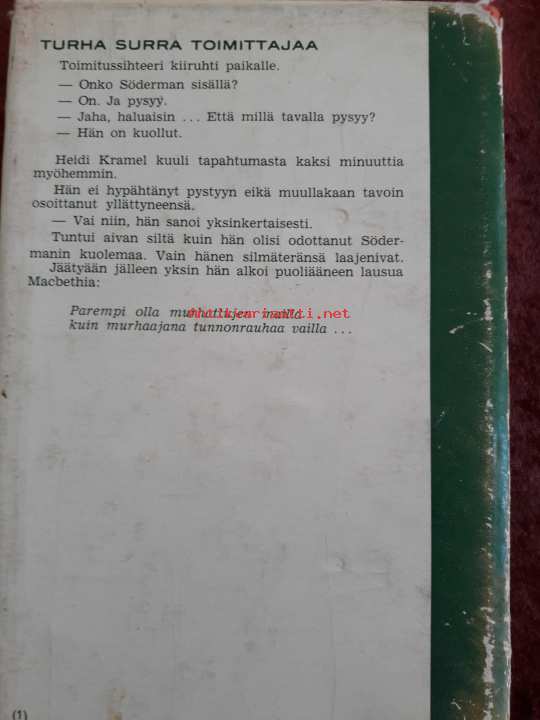 TURHA SURRA TOIMITTAJAA
Toimitussihteeri kiiruhti paikalle.
— Onko Söderman sisällä?
— On. Ja pysyy.
— Jaha, haluaisin ... Että millä tavalla pysyy?
— Hän on kuollut.
Heidi Kramel kuuli tapahtumasta kaksi minuuttia
myöhemmin.
Hän ei hypähtänyt pystyyn eikä muullakaan tavoin
osoittanut yllättyneensä.
— Vai niin, hän sanoi yksinkertaisesti.
Tuntui aivan siltä kuin hän olisi odottanut Söder-
manin kuolemaa. Vain hänen silmäteränsä laajenivat.
Jäätyään jälleen yksin hän alkoi puoliääneen lausua
Macbethia:
Parempi olla murhattujen mailla
kuin murhaajana tunnonrauhaa vailla ...
(1)